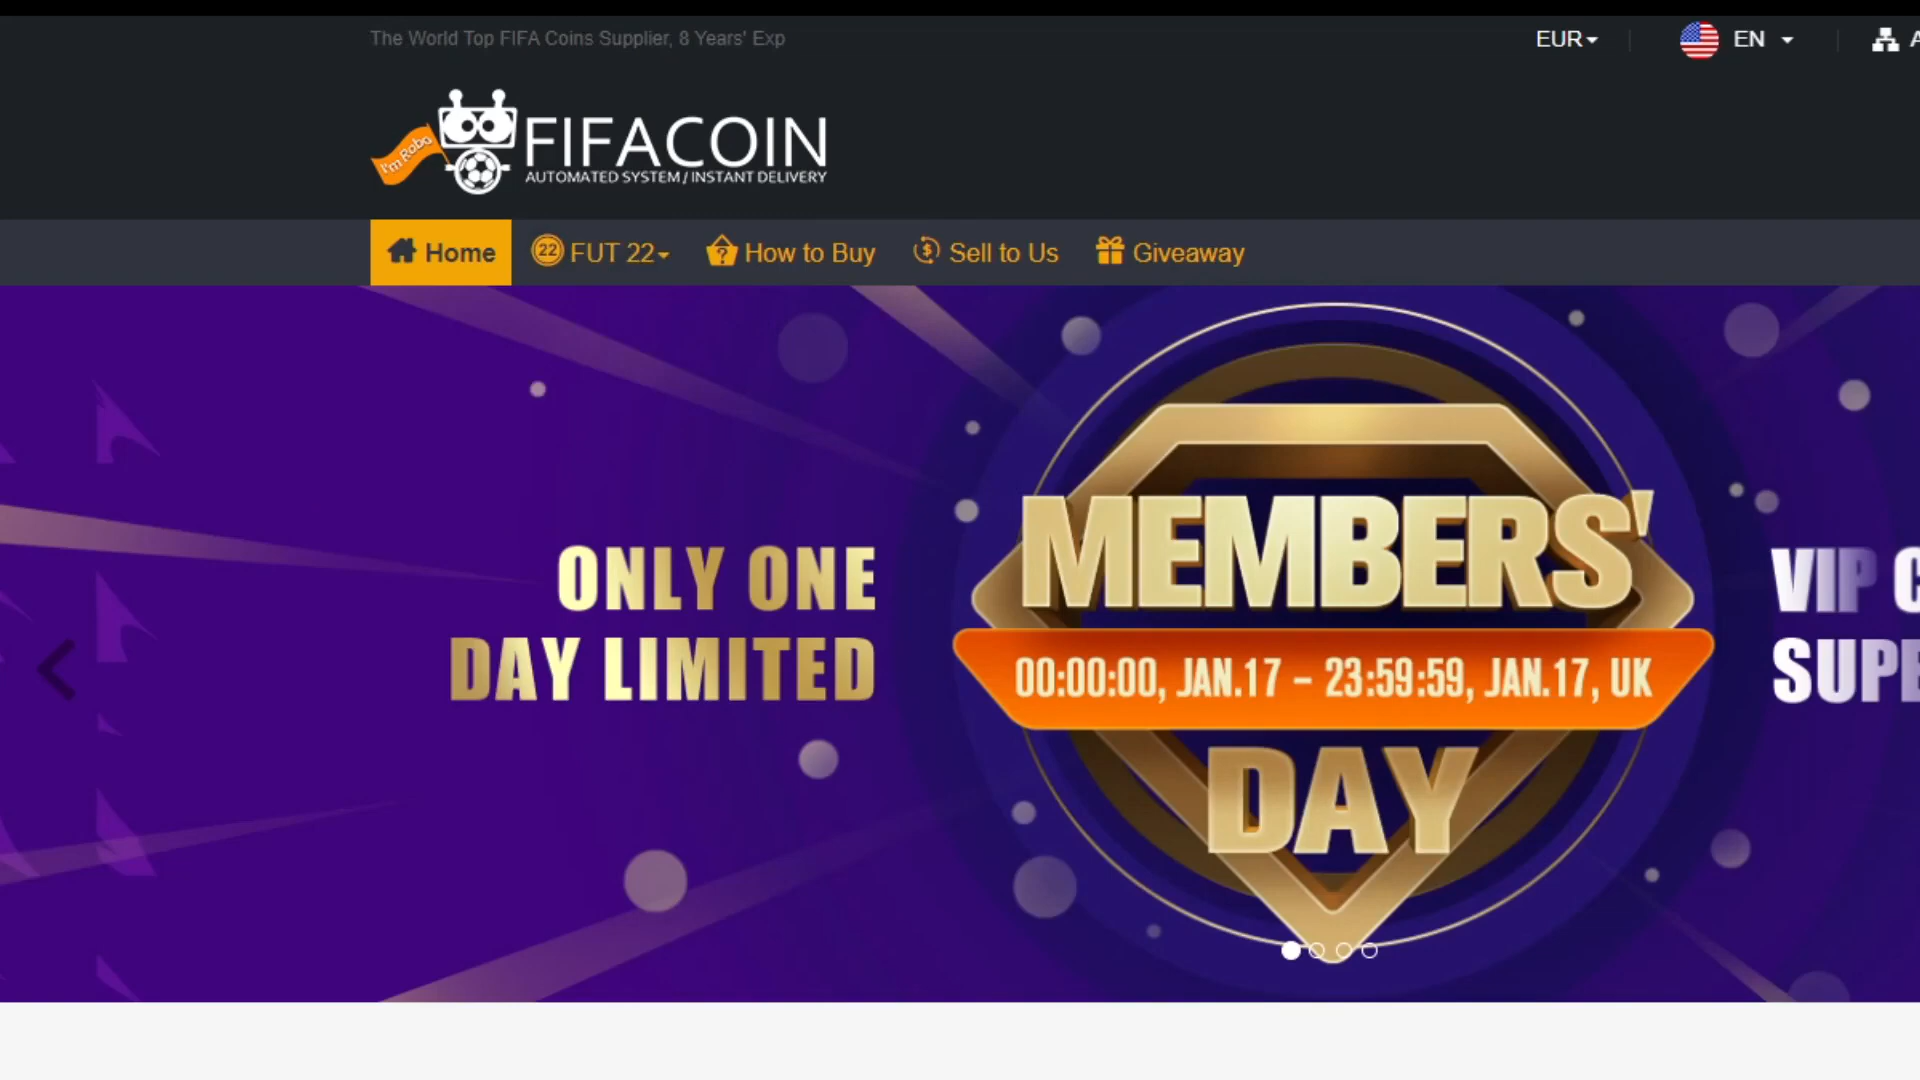 The World Top FIFA Coins Supplier, 8 Years' Exp
EUR
EN
I'm Robo
FIFACOIN
AUTOMATED SYSTEM / INSTANT DELIVERY
Home
22 FUT 22
How to Buy
Sell to Us
Giveaway
ONLY ONE
DAY LIMITED
MEMBERS'
00:00:00, JAN.17 – 23:59:59, JAN.17, UK
DAY
VIP